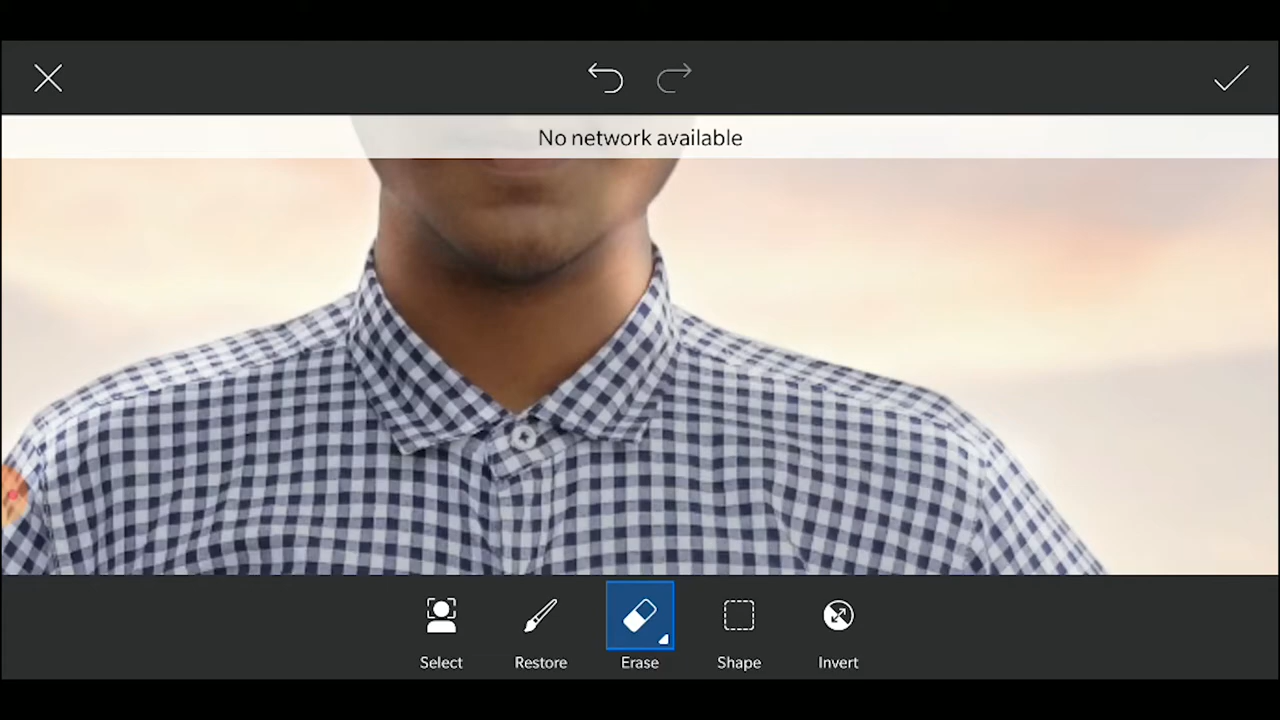 No network available
Select
Restore
Erase
Shape
Invert